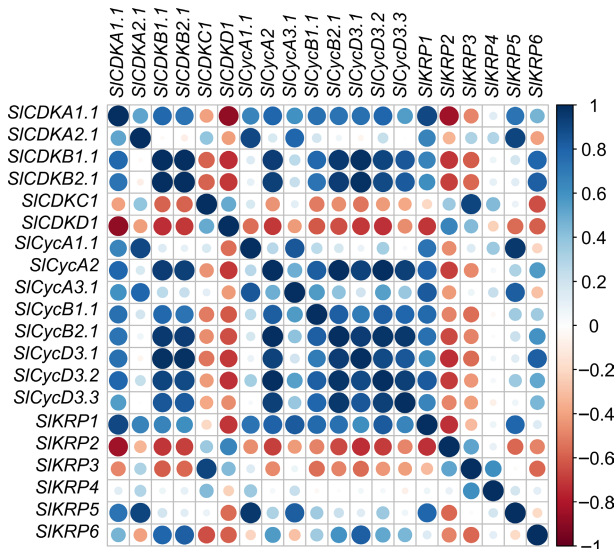 SlCDKA1.1
SlCDKA2.1
SlCDKB1.1
SlCDKB2.1
SlCDKC1
SlCDKD1
SlCycA1.1
SlCycA2
SlCycA3.1
SlCycB1.1
SlCycB2.1
SlCycD3.1
SlCycD3.2
SlCycD3.3
SlKRP1
SlKRP2
SlKRP3
SlKRP4
SlKRP5
SlKRP6
SlCDKA1.1
SlCDKA2.1
SlCDKB1.1
SlCDKB2.1
SlCDKC1
SlCDKD1
SlCycA1.1
SlCycA2
SlCycA3.1
SlCycB1.1
SlCycB2.1
SlCycD3.1
SlCycD3.2
SlCycD3.3
SlKRP1
SlKRP2
SlKRP3
SlKRP4
SlKRP5
SlKRP6
1
0.8
0.6
0.4
0.2
0
−0.2
−0.4
−0.6
−0.8
−1